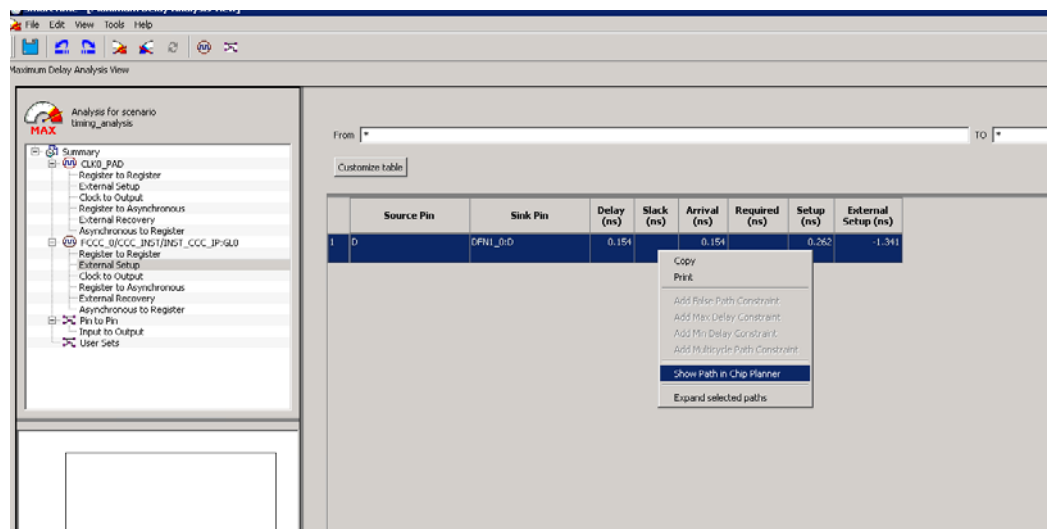 File Edit View Tools Help
Maximum Delay Analysis View
MAX
Analysis for scenario
timing_analysis
Summary
CLK0_PAD
Register to Register
External Setup
Clock to Output
Register to Asynchronous
External Recovery
Asynchronous to Register
FCCC_0/CCC_INST/INST_CCC_IP:GL0
Register to Register
External Setup
Clock to Output
Register to Asynchronous
External Recovery
Asynchronous to Register
Pin to Pin
Input to Output
User Sets
From * TO *
Customize table
Source Pin Sink Pin Delay (ns) Slack (ns) Arrival (ns) Required (ns) Setup (ns) External Setup (ns)
1 D DFN1_0:D 0.154 0.154 0.262 -1.341
Copy
Print
Add False Path Constraint
Add Max Delay Constraint
Add Min Delay Constraint
Add Multicycle Path Constraint
Show Path in Chip Planner
Expand selected paths